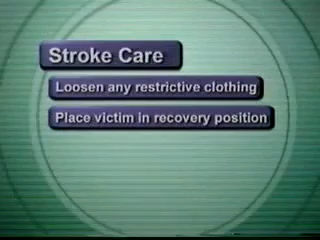 Stroke Care
Loosen any restrictive clothing
Place victim in recovery position